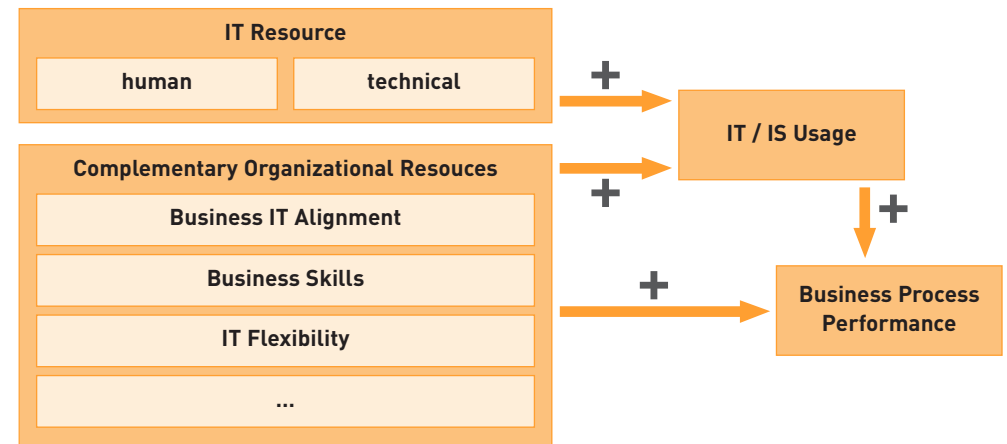 IT Resource
human
technical
+
IT / IS Usage
Complementary Organizational Resouces
+
Business IT Alignment
+
Business Skills
+
Business Process
Performance
IT Flexibility
...